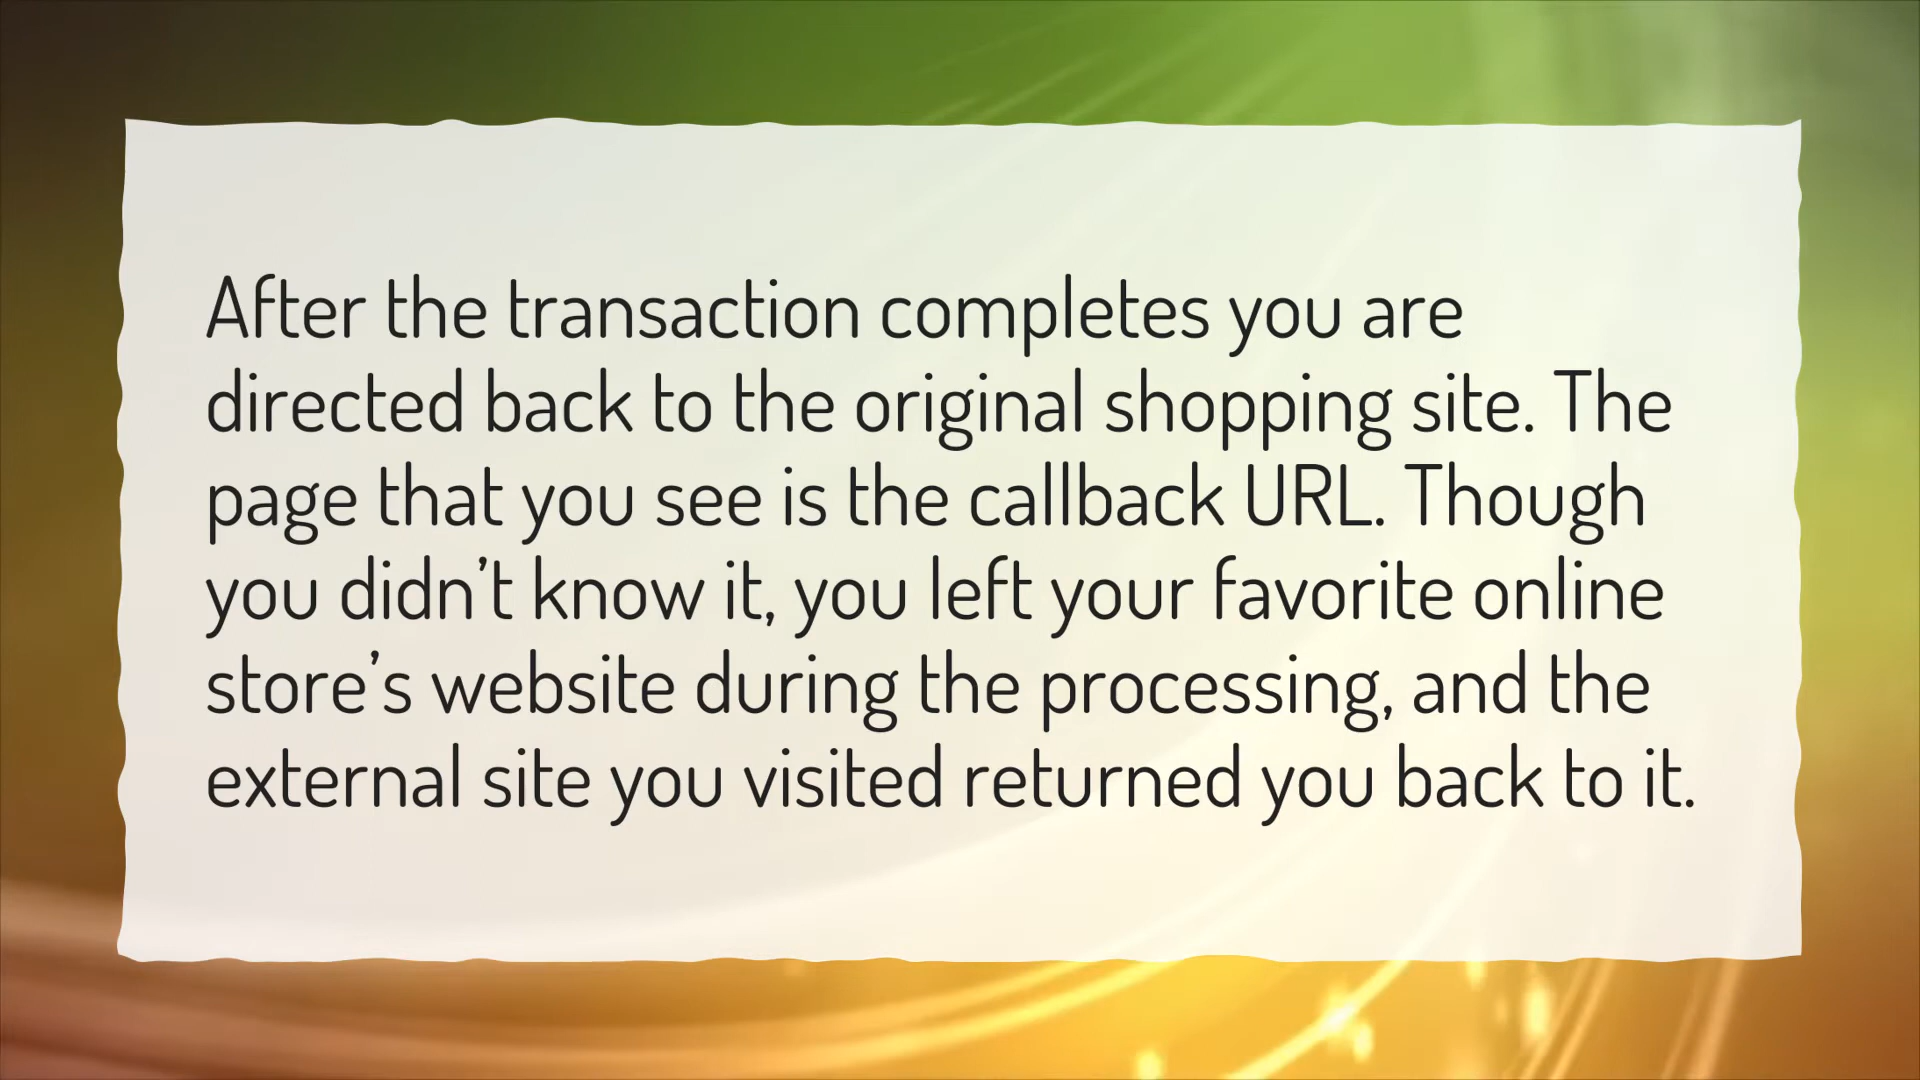 After the transaction completes you are
directed back to the original shopping site. The
page that you see is the callback URL. Though
you didn’t know it, you left your favorite online
store’s website during the processing, and the
external site you visited returned you back to it.